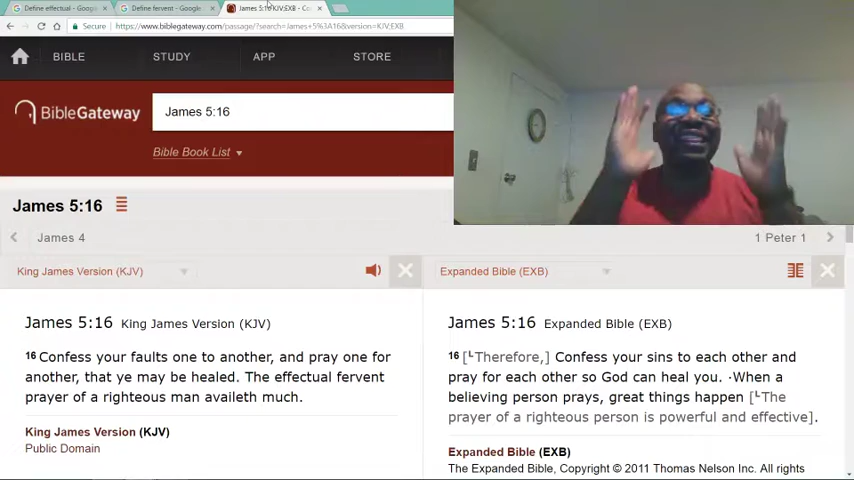 Define effectual - Goog
Define fervent - Google
James 5:16 KJV;EXB -
Secure https://www.biblegateway.com/passage/?search=James+5%3A16&version=KJV;EXB
BIBLE STUDY APP STORE
BibleGateway James 5:16
Bible Book List
James 5:16
James 4 1 Peter 1
King James Version (KJV)
James 5:16 King James Version (KJV)
16 Confess your faults one to another, and pray one for
another, that ye may be healed. The effectual fervent
prayer of a righteous man availeth much.
King James Version (KJV)
Public Domain
Expanded Bible (EXB)
James 5:16 Expanded Bible (EXB)
16 [└Therefore,] Confess your sins to each other and
pray for each other so God can heal you. ·When a
believing person prays, great things happen [└The
prayer of a righteous person is powerful and effective].
Expanded Bible (EXB)
The Expanded Bible, Copyright © 2011 Thomas Nelson Inc. All rights